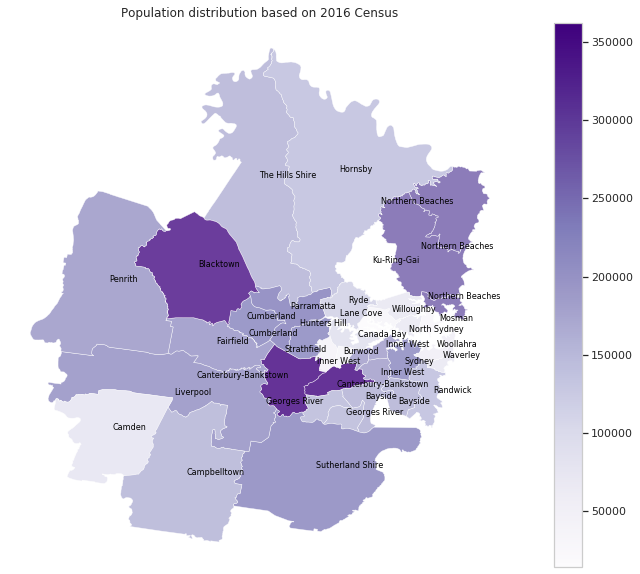 Population distribution based on 2016 Census
350000
300000
250000
200000
150000
100000
50000
Hornsby
The Hills Shire
Northern Beaches
Northern Beaches
Ku-Ring-Gai
Blacktown
Penrith
Northern Beaches
Ryde
Parramatta
Willoughby
Lane Cove
Cumberland
Mosman
Hunters Hill
North Sydney
Cumberland
Canada Bay
Fairfield
Woollahra
Strathfield
Burwood
Inner West
Waverley
Inner West
Sydney
Canterbury-Bankstown
Inner West
Canterbury-Bankstown
Liverpool
Randwick
Bayside
Georges River
Bayside
Georges River
Camden
Sutherland Shire
Campbelltown